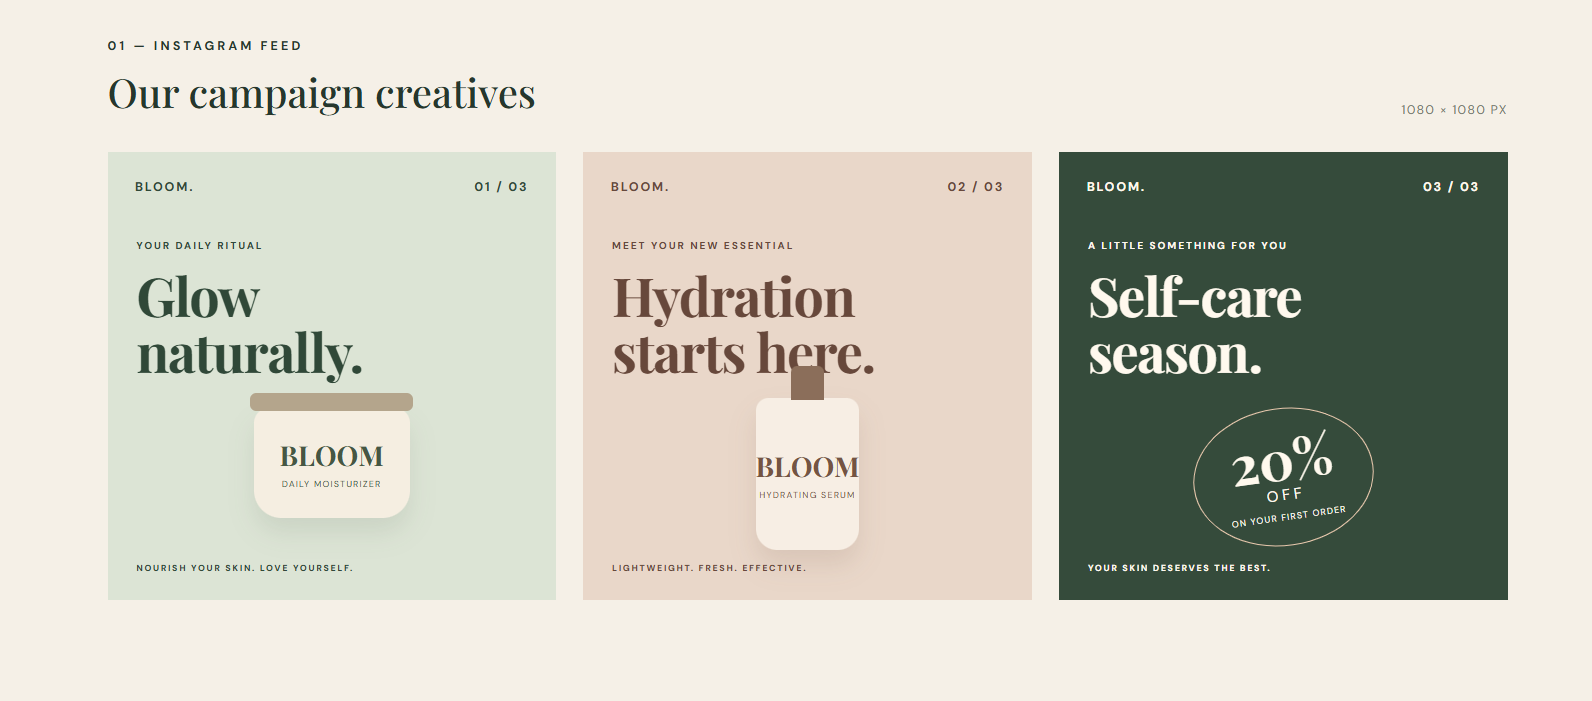 01 — INSTAGRAM FEED
Our campaign creatives
1080 × 1080 PX
BLOOM.
01 / 03
YOUR DAILY RITUAL
Glow
naturally.
BLOOM
DAILY MOISTURIZER
NOURISH YOUR SKIN. LOVE YOURSELF.
BLOOM.
02 / 03
MEET YOUR NEW ESSENTIAL
Hydration
starts here.
BLOOM
HYDRATING SERUM
LIGHTWEIGHT. FRESH. EFFECTIVE.
BLOOM.
03 / 03
A LITTLE SOMETHING FOR YOU
Self-care
season.
20%
OFF
ON YOUR FIRST ORDER
YOUR SKIN DESERVES THE BEST.